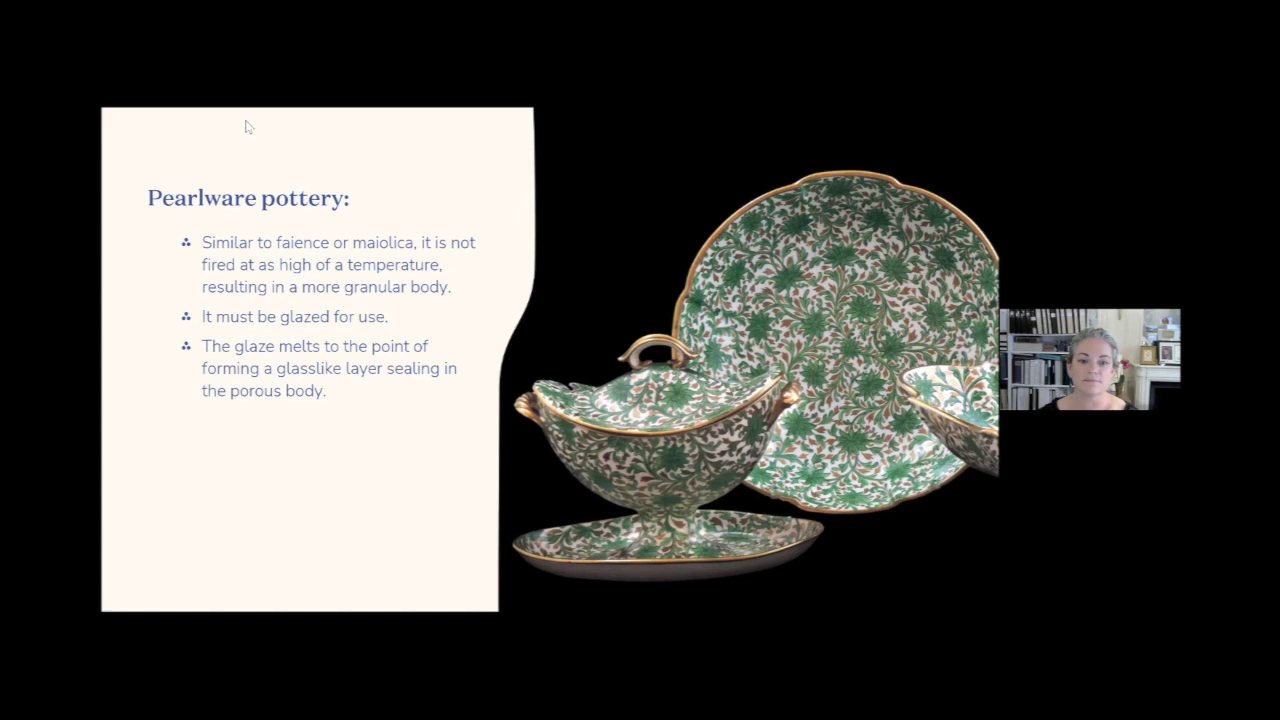 Pearlware pottery:
Similar to faience or maiolica, it is not
fired at as high of a temperature,
resulting in a more granular body.
It must be glazed for use.
The glaze melts to the point of
forming a glasslike layer sealing in
the porous body.